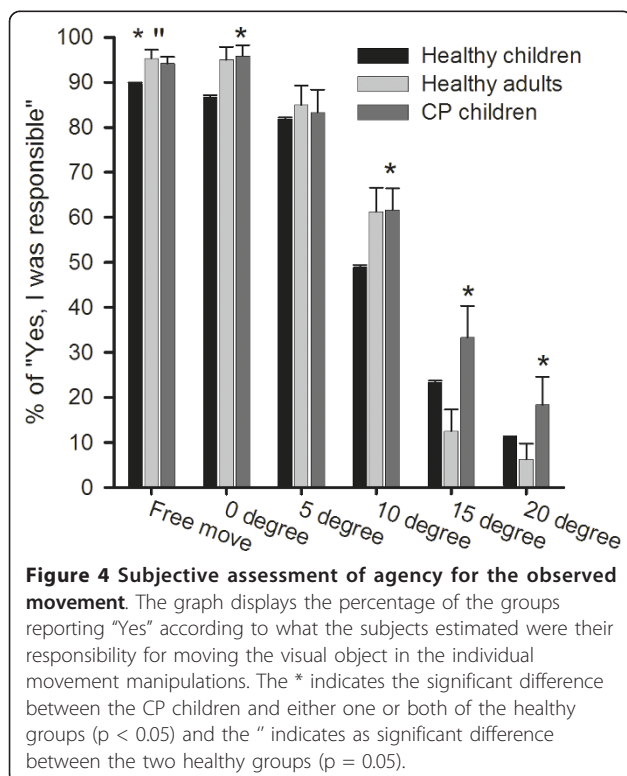 % of "Yes, I was responsible"
100
90
80
70
60
50
40
30
20
10
0
* "
*
*
*
*
Healthy children
Healthy adults
CP children
Free move
0 degree
5 degree
10 degree
15 degree
20 degree
Figure 4 Subjective assessment of agency for the observed
movement. The graph displays the percentage of the groups
reporting "Yes" according to what the subjects estimated were their
responsibility for moving the visual object in the individual
movement manipulations. The * indicates the significant difference
between the CP children and either one or both of the healthy
groups (p < 0.05) and the " indicates as significant difference
between the two healthy groups (p = 0.05).